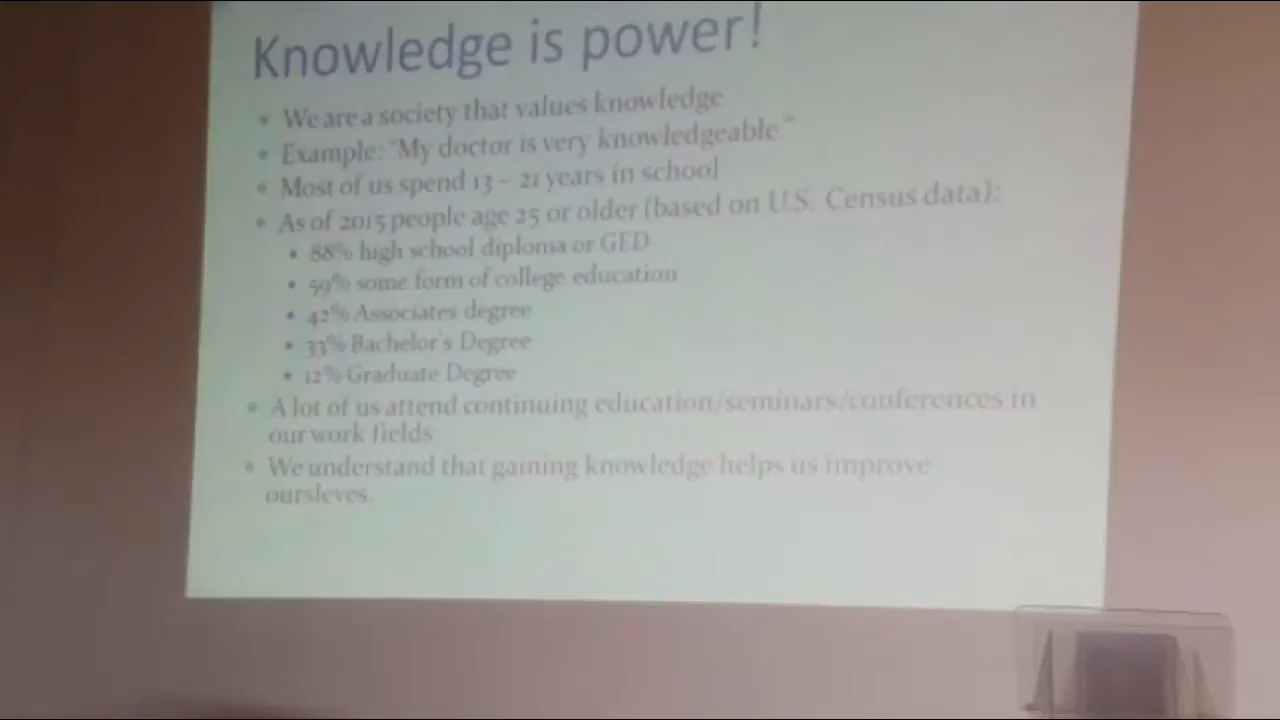 Knowledge is power!
• We are a society that values knowledge
• Example: "My doctor is very knowledgeable."
• Most of us spend 13 – 21 years in school
• As of 2015 people age 25 or older (based on U.S. Census data):
• 88% high school diploma or GED
• 59% some form of college education
• 42% Associates degree
• 33% Bachelor's Degree
• 12% Graduate Degree
• A lot of us attend continuing education/seminars/conferences in
our work fields
• We understand that gaining knowledge helps us improve
oursleves.